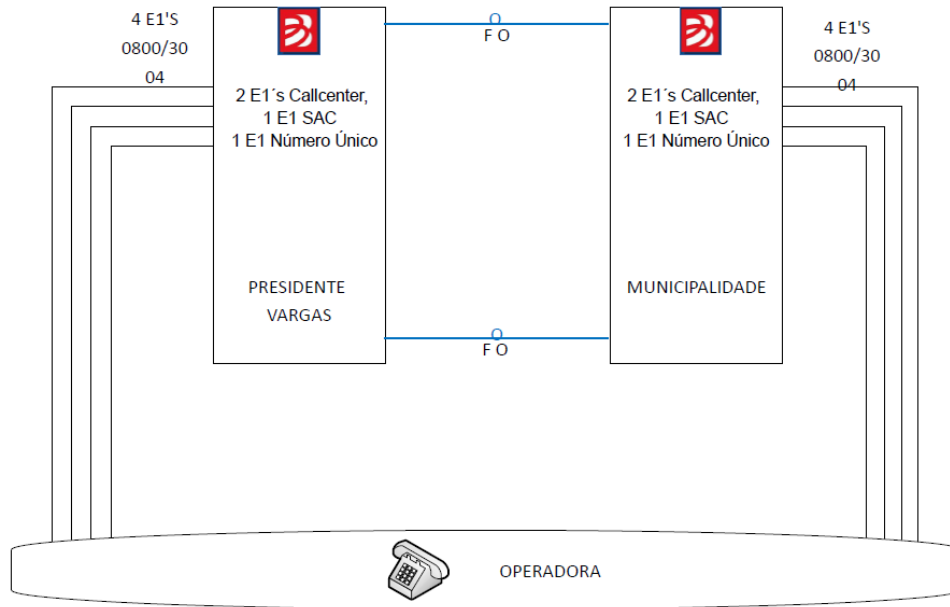 4 E1'S
0800/30
04
O
F O
4 E1'S
0800/30
04
2 E1´s Callcenter,
1 E1 SAC
1 E1 Número Único
2 E1´s Callcenter,
1 E1 SAC
1 E1 Número Único
PRESIDENTE
VARGAS
MUNICIPALIDADE
O
F O
OPERADORA